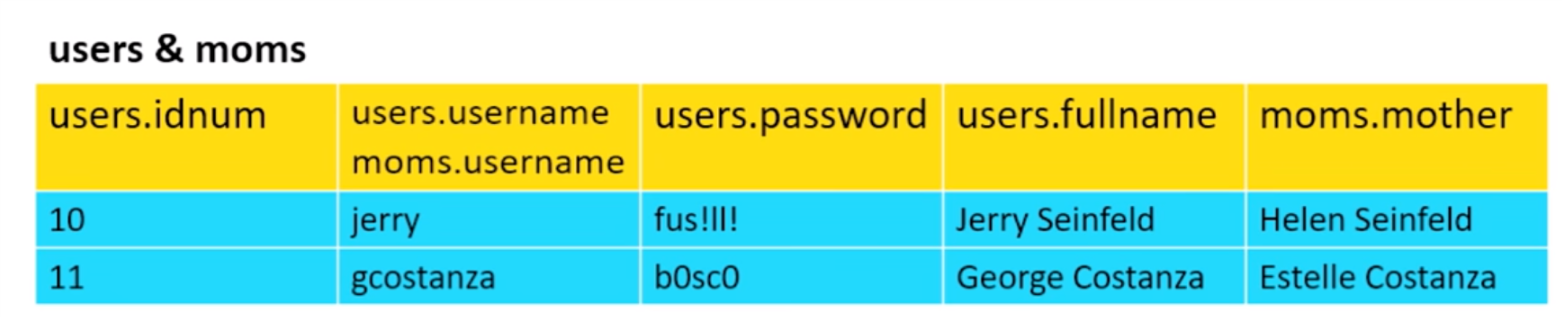 users & moms
users.idnum users.username users.password users.fullname moms.mother
moms.username
10 jerry fus!ll! Jerry Seinfeld Helen Seinfeld
11 gcostanza b0sc0 George Costanza Estelle Costanza